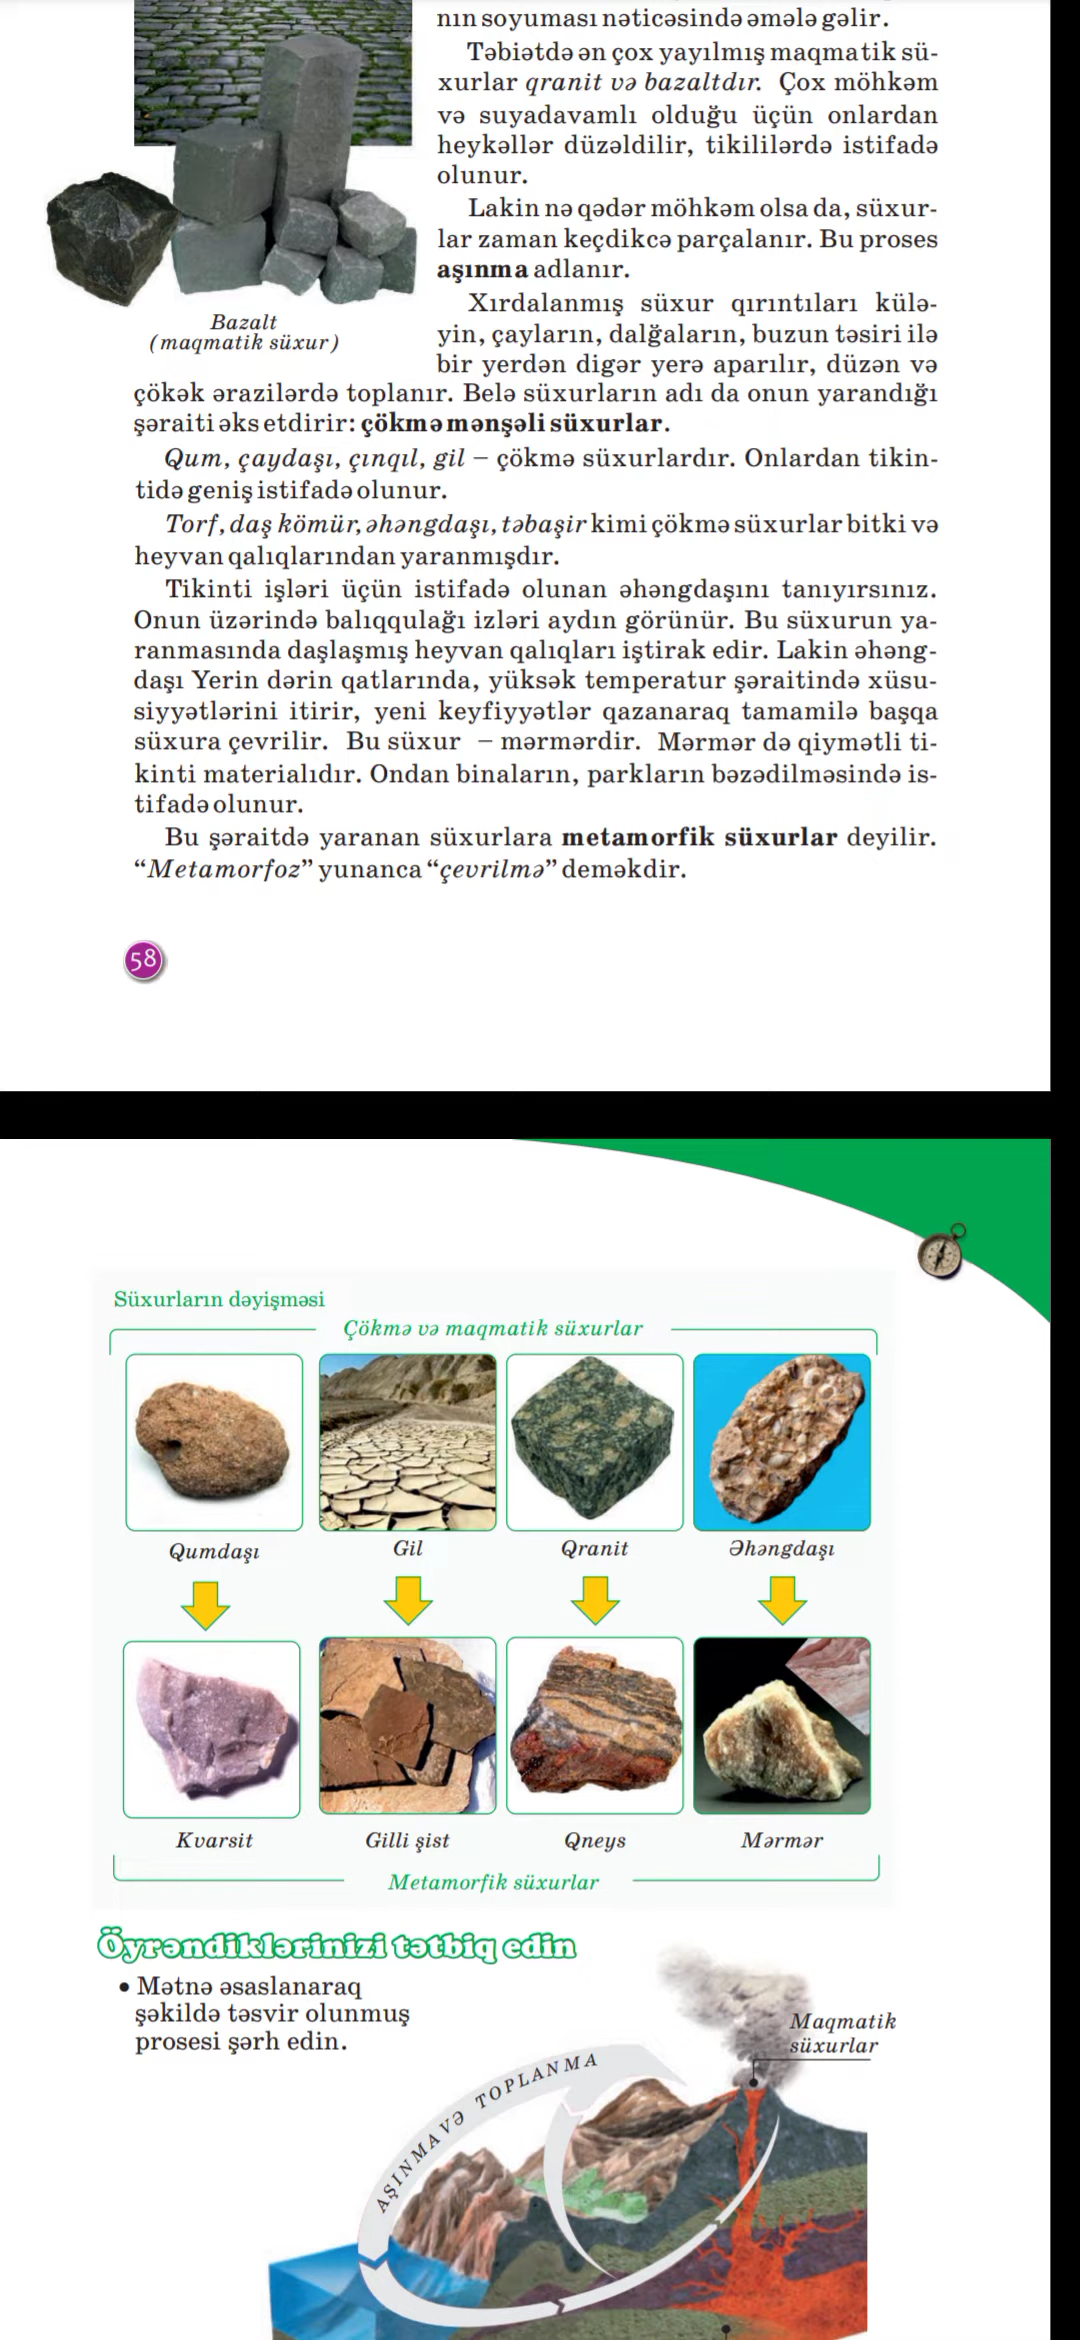 nın soyuması nəticəsində əmələ gəlir.
Təbiətdə ən çox yayılmış maqmatik sü-
xurlar qranit və bazaltdır. Çox möhkəm
və suyadavamlı olduğu üçün onlardan
heykəllər düzəldilir, tikililərdə istifadə
olunur.
Lakin nə qədər möhkəm olsa da, süxur-
lar zaman keçdikcə parçalanır. Bu proses
aşınma adlanır.
Xırdalanmış süxur qırıntıları külə-
yin, çayların, dalğaların, buzun təsiri ilə
bir yerdən digər yerə aparılır, düzən və
Bazalt
(maqmatik süxur)
çökək ərazilərdə toplanır. Belə süxurların adı da onun yarandığı
şəraiti əks etdirir: çökmə mənşəli süxurlar.
Qum, çaydaşı, çınqıl, gil – çökmə süxurlardır. Onlardan tikin-
tidə geniş istifadə olunur.
Torf, daş kömür, əhəngdaşı, təbaşir kimi çökmə süxurlar bitki və
heyvan qalıqlarından yaranmışdır.
Tikinti işləri üçün istifadə olunan əhəngdaşını tanıyırsınız.
Onun üzərində balıqqulağı izləri aydın görünür. Bu süxurun ya-
ranmasında daşlaşmış heyvan qalıqları iştirak edir. Lakin əhəng-
daşı Yerin dərin qatlarında, yüksək temperatur şəraitində xüsu-
siyyətlərini itirir, yeni keyfiyyətlər qazanaraq tamamilə başqa
süxura çevrilir. Bu süxur – mərmərdir. Mərmər də qiymətli ti-
kinti materialıdır. Ondan binaların, parkların bəzədilməsində is-
tifadə olunur.
Bu şəraitdə yaranan süxurlara metamorfik süxurlar deyilir.
“Metamorfoz” yunanca “çevrilmə” deməkdir.
58
Süxurların dəyişməsi
Çökmə və maqmatik süxurlar
Qumdaşı
Gil
Qranit
Əhəngdaşı
Kvarsit
Gilli şist
Qneys
Mərmər
Metamorfik süxurlar
Öyrəndiklərinizi tətbiq edin
• Mətnə əsaslanaraq
şəkildə təsvir olunmuş
prosesi şərh edin.
Maqmatik
süxurlar
AŞINMA VƏ TOPLANMA